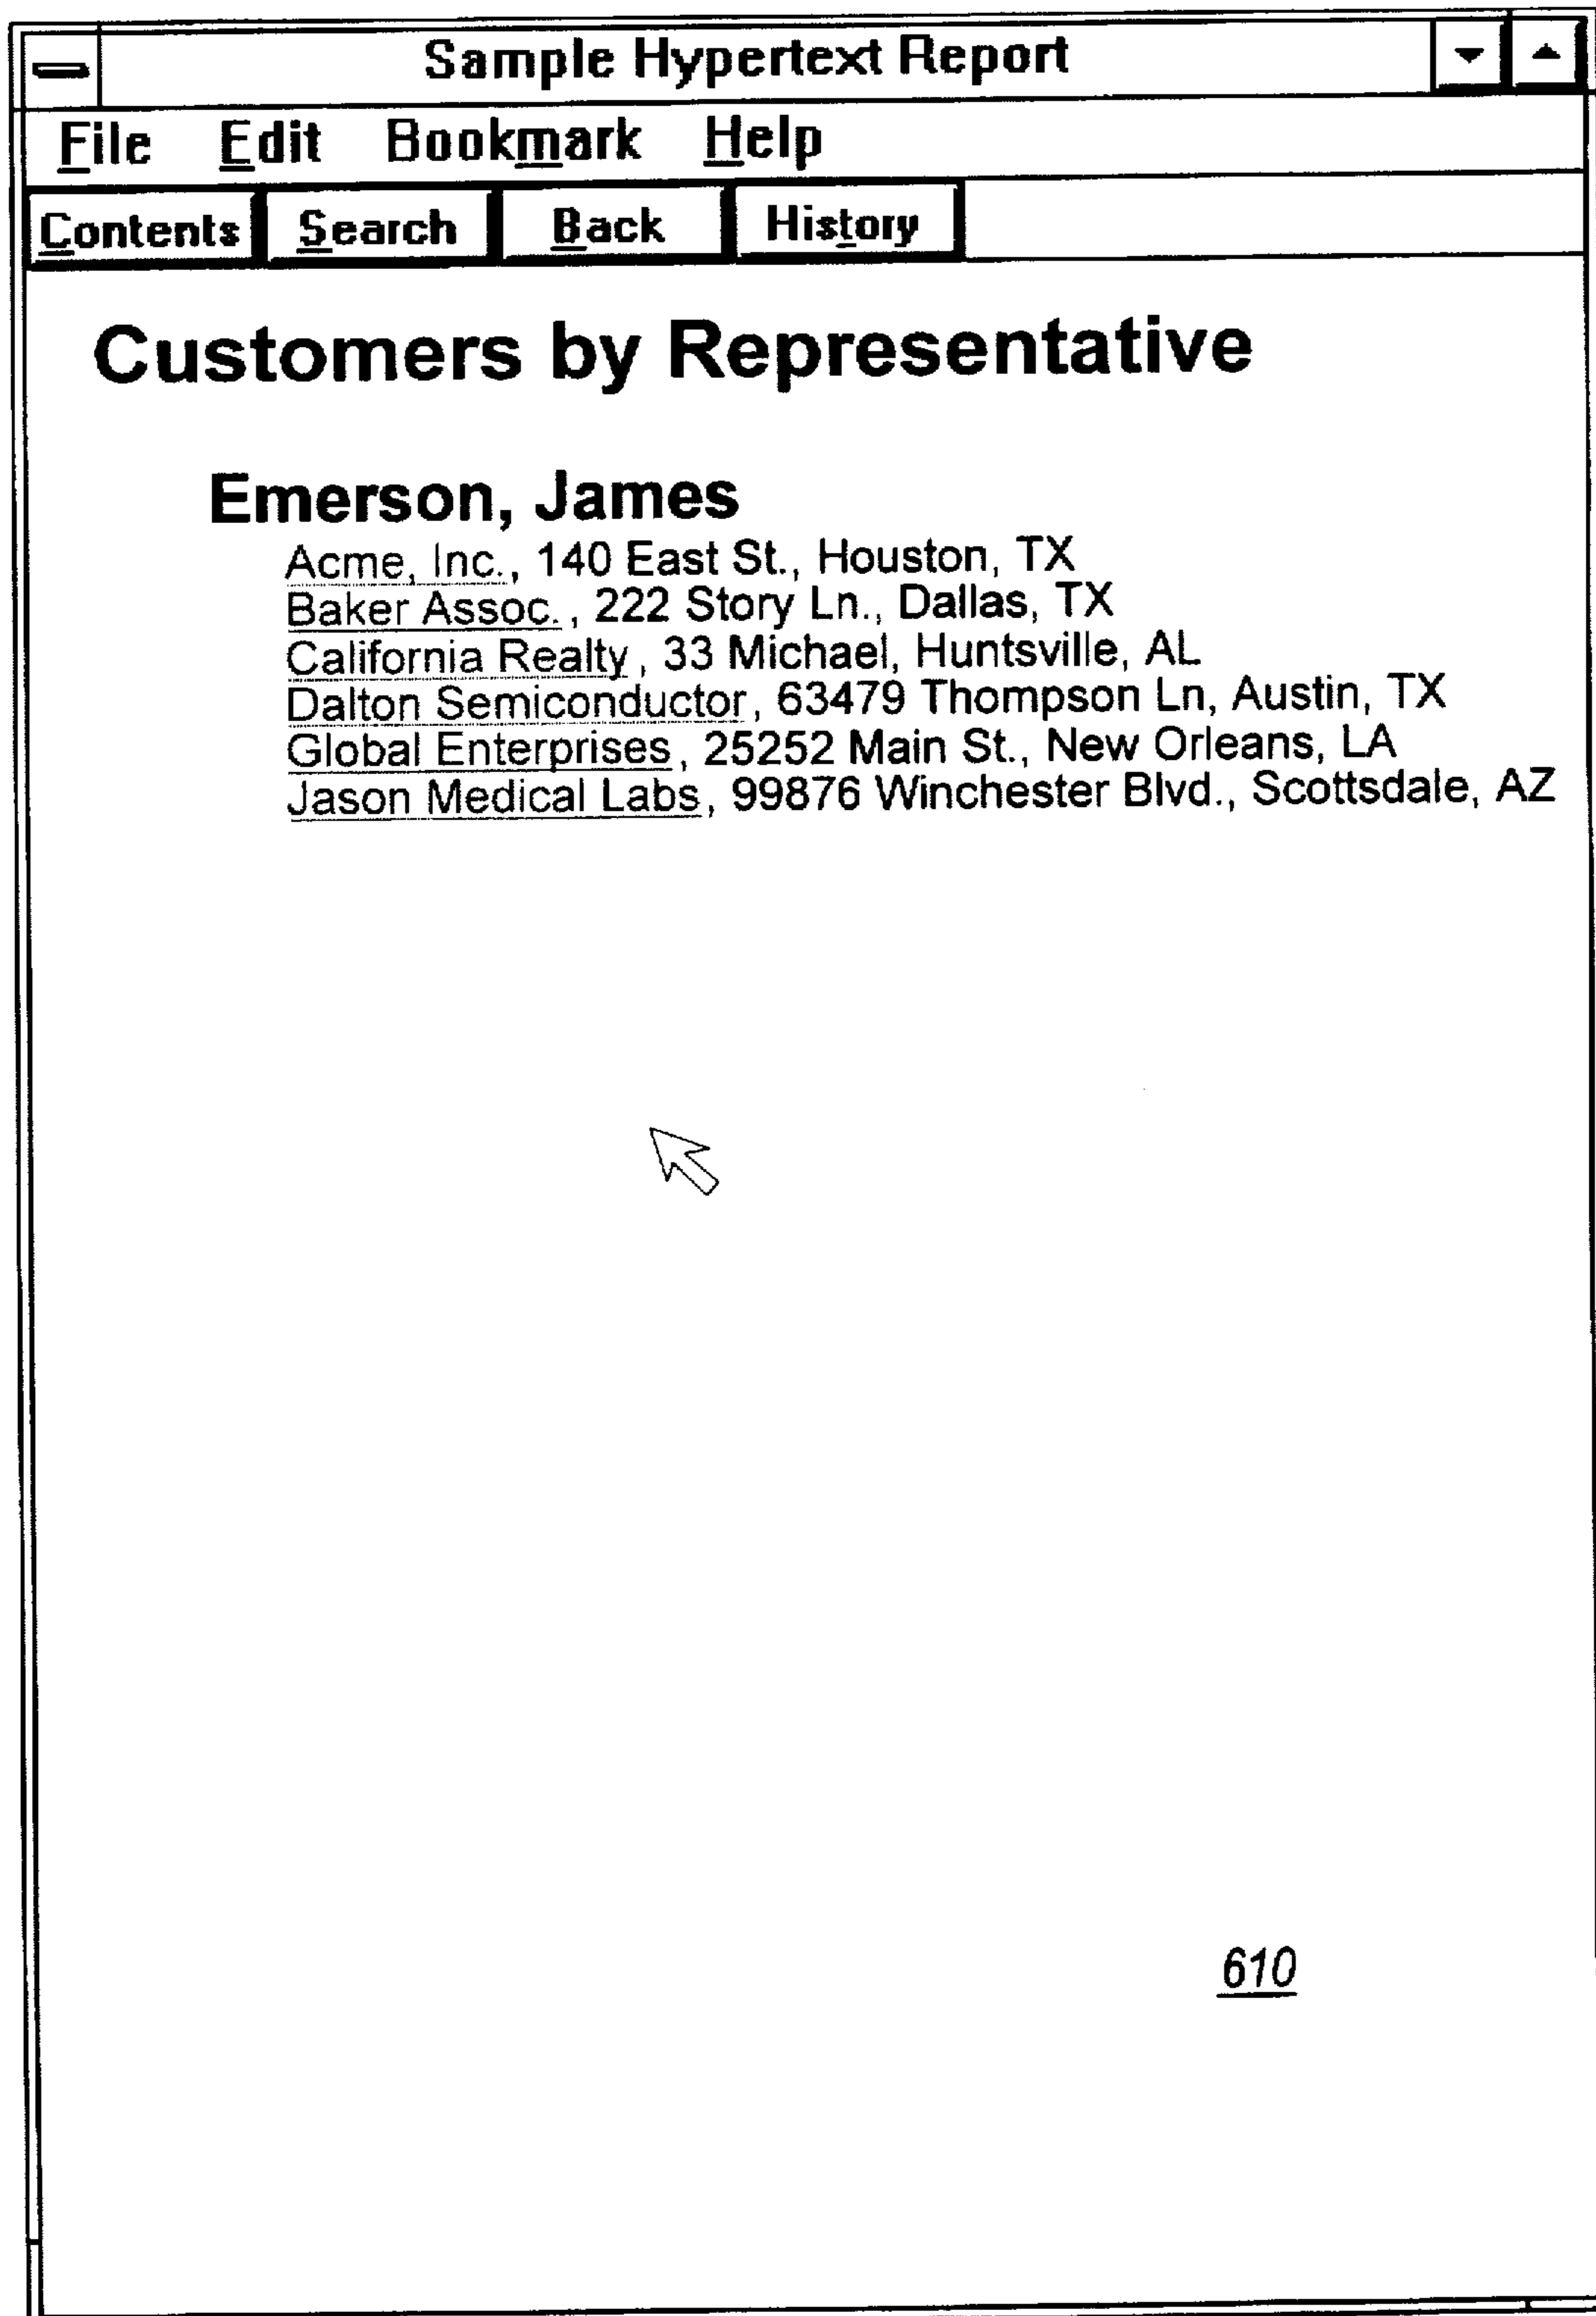 Sample Hypertext Report
File Edit Bookmark Help
Contents Search Back History
Customers by Representative
Emerson, James
Acme, Inc., 140 East St., Houston, TX
Baker Assoc., 222 Story Ln., Dallas, TX
California Realty, 33 Michael, Huntsville, AL
Dalton Semiconductor, 63479 Thompson Ln, Austin, TX
Global Enterprises, 25252 Main St., New Orleans, LA
Jason Medical Labs, 99876 Winchester Blvd., Scottsdale, AZ
610